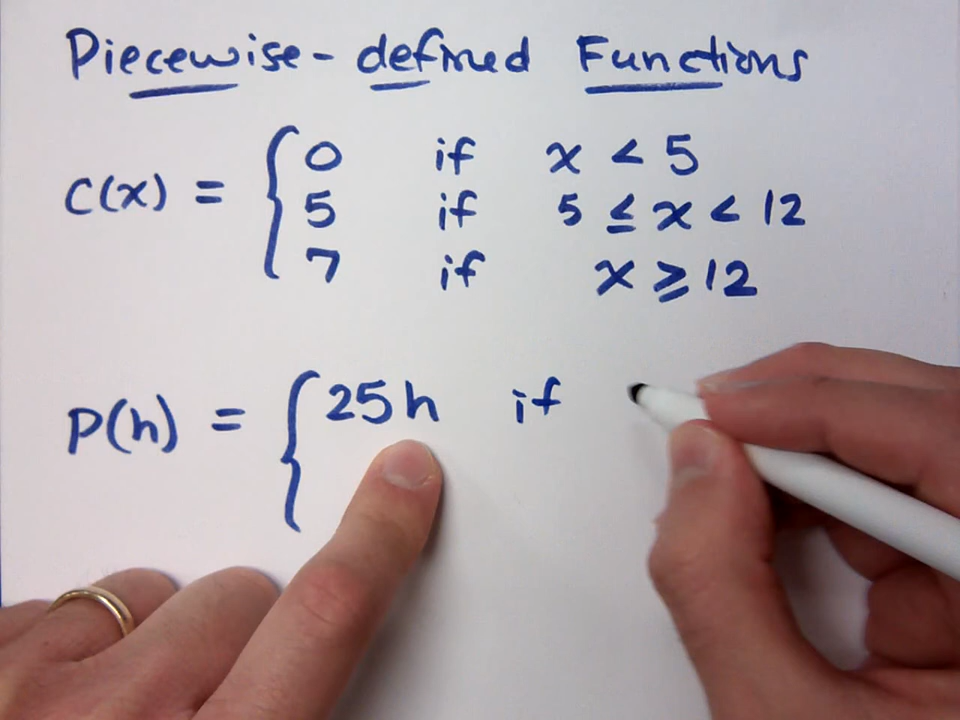 Piecewise-defined Functions
C(x) = { 0 if x < 5
5 if 5 ≤ x < 12
7 if x ≥ 12
P(h) = { 25h if